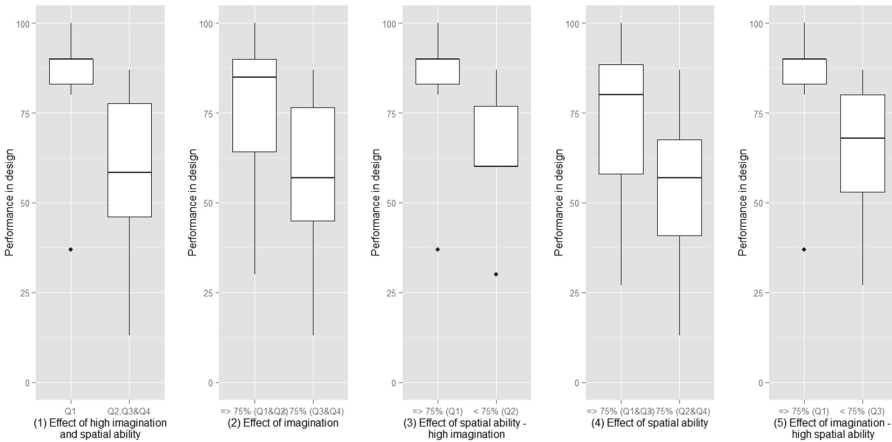 100
75
50
25
0
Performance in design
Q1
Q2,Q3&Q4
(1) Effect of high imagination
and spatial ability
100
75
50
25
0
Performance in design
=> 75% (Q1&Q2)
75% (Q3&Q4)
(2) Effect of imagination
100
75
50
25
0
Performance in design
=> 75% (Q1)
< 75% (Q2)
(3) Effect of spatial ability -
high imagination
100
75
50
25
0
Performance in design
=> 75% (Q1&Q3)
75% (Q2&Q4)
(4) Effect of spatial ability
100
75
50
25
0
Performance in design
=> 75% (Q1)
< 75% (Q3)
(5) Effect of imagination -
high spatial ability